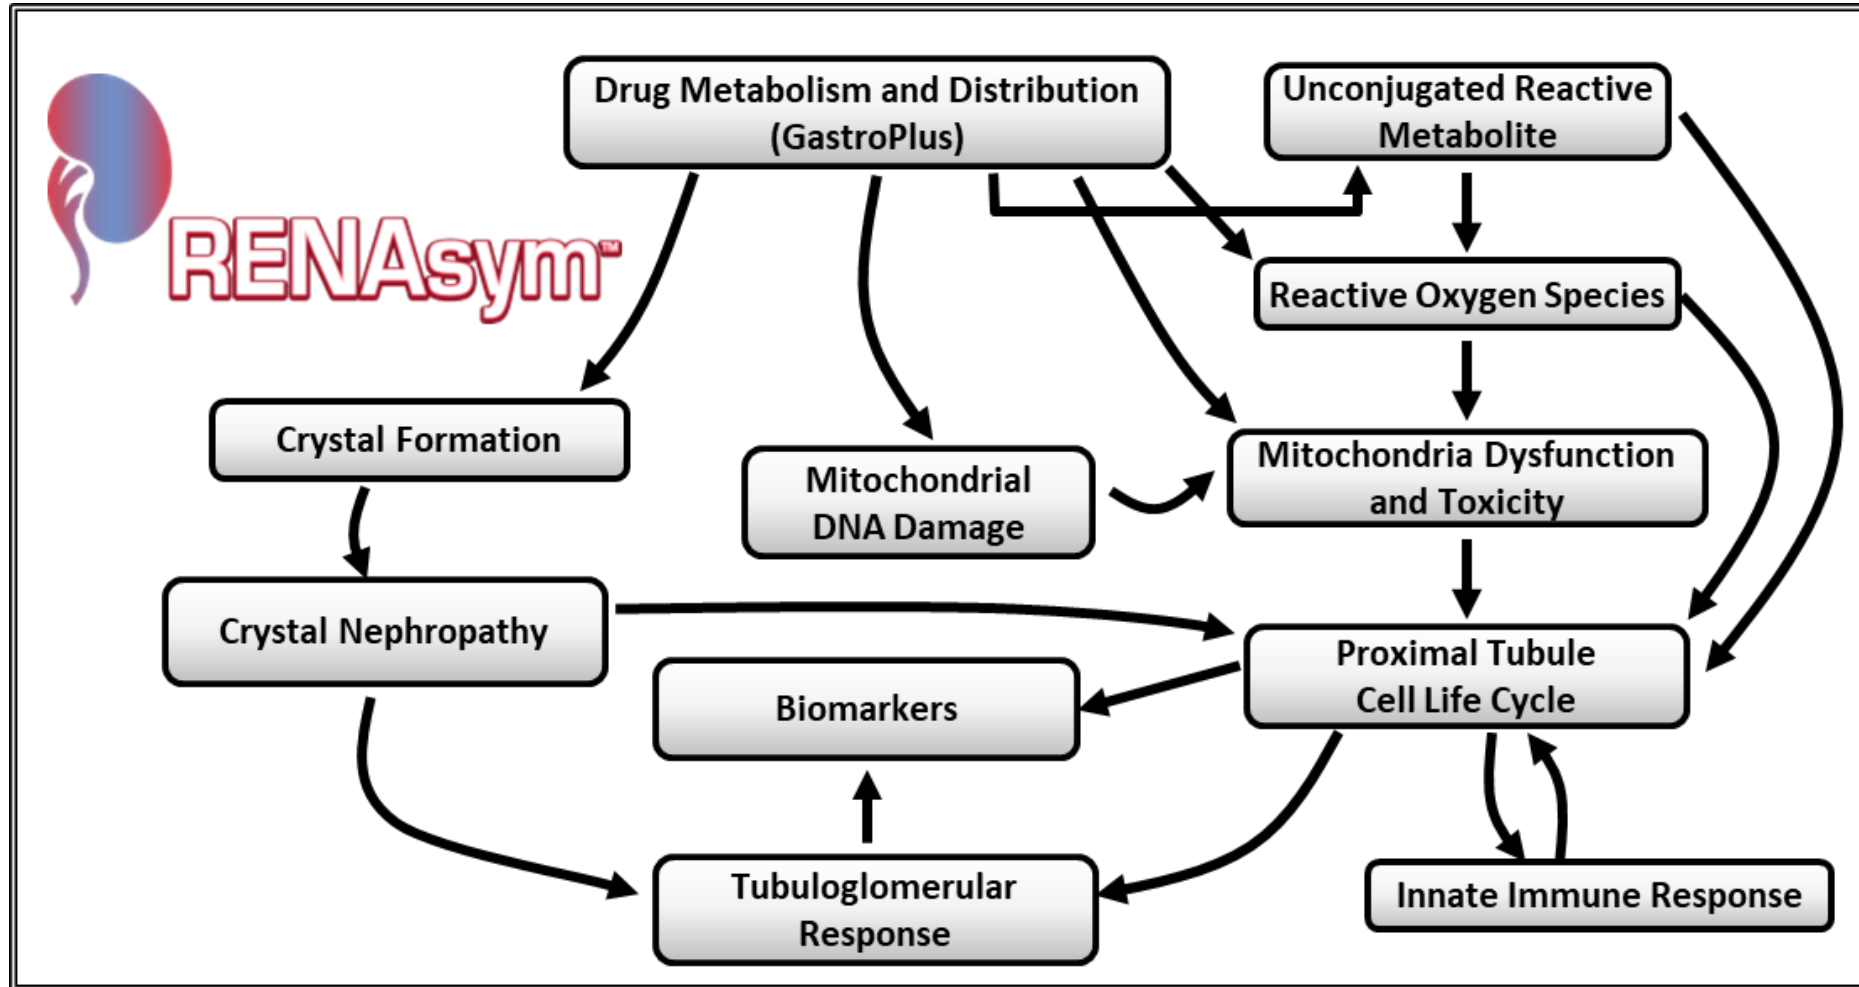 Drug Metabolism and Distribution
(GastroPlus)
Unconjugated Reactive
Metabolite
RENAsym™
Reactive Oxygen Species
Crystal Formation
Mitochondrial
DNA Damage
Mitochondria Dysfunction
and Toxicity
Crystal Nephropathy
Biomarkers
Proximal Tubule
Cell Life Cycle
Tubuloglomerular
Response
Innate Immune Response